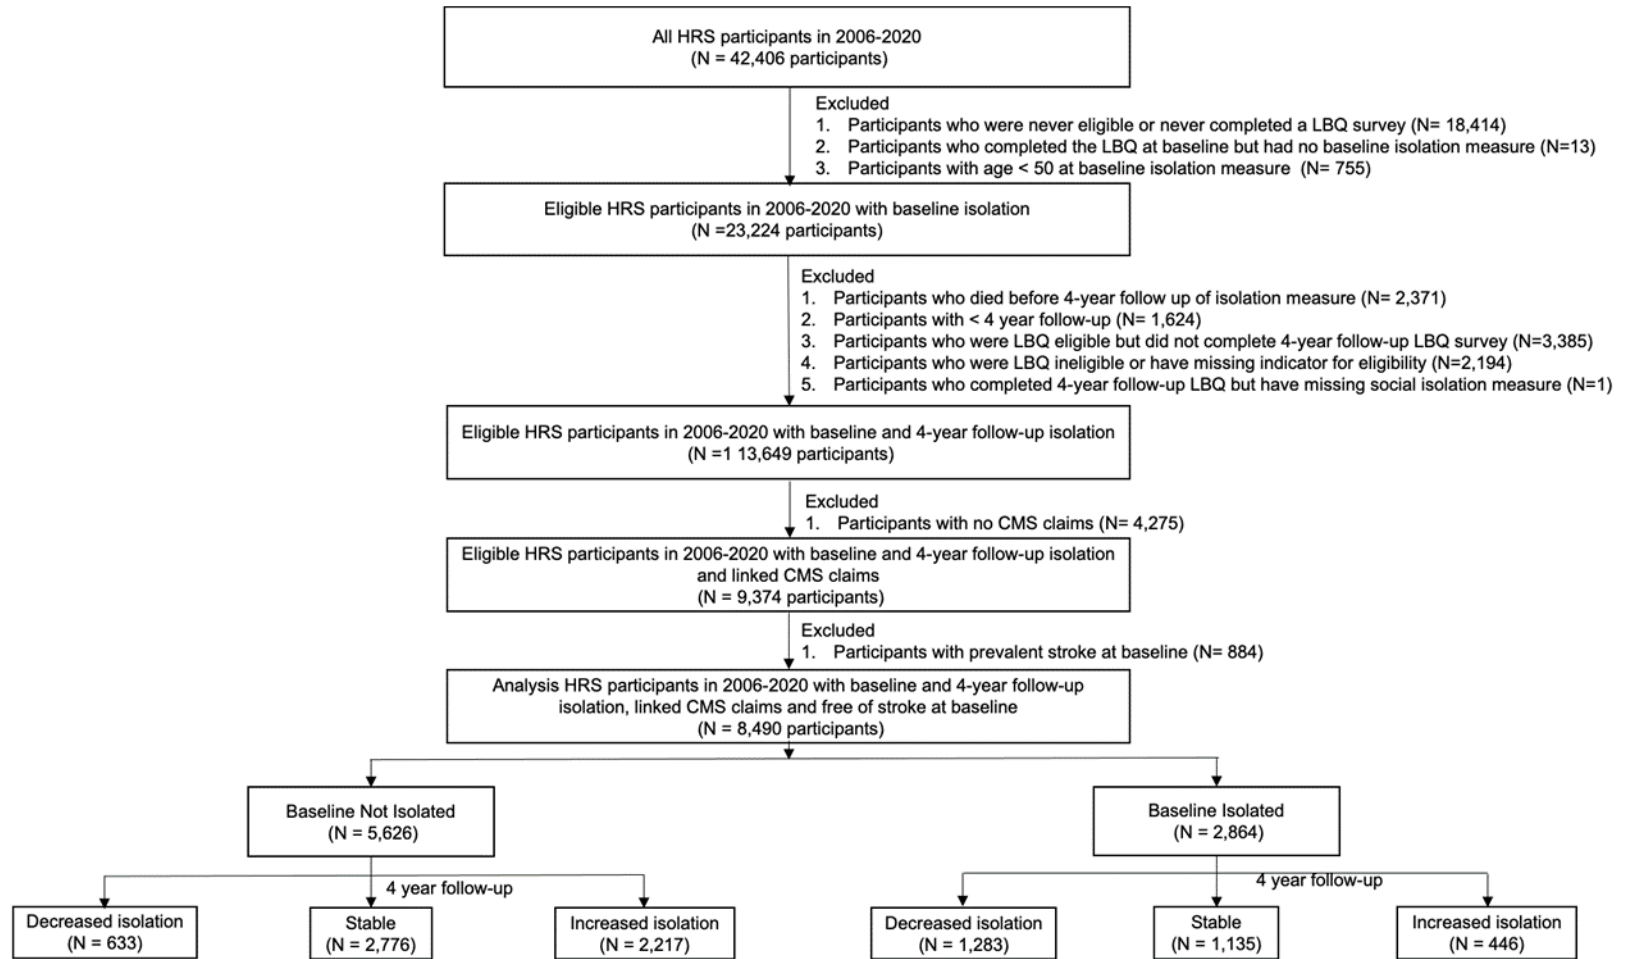 All HRS participants in 2006-2020
(N = 42,406 participants)
Excluded
1. Participants who were never eligible or never completed a LBQ survey (N= 18,414)
2. Participants who completed the LBQ at baseline but had no baseline isolation measure (N=13)
3. Participants with age < 50 at baseline isolation measure (N= 755)
Eligible HRS participants in 2006-2020 with baseline isolation
(N =23,224 participants)
Excluded
1. Participants who died before 4-year follow up of isolation measure (N= 2,371)
2. Participants with < 4 year follow-up (N= 1,624)
3. Participants who were LBQ eligible but did not complete 4-year follow-up LBQ survey (N=3,385)
4. Participants who were LBQ ineligible or have missing indicator for eligibility (N=2,194)
5. Participants who completed 4-year follow-up LBQ but have missing social isolation measure (N=1)
Eligible HRS participants in 2006-2020 with baseline and 4-year follow-up isolation
(N =1 13,649 participants)
Excluded
1. Participants with no CMS claims (N= 4,275)
Eligible HRS participants in 2006-2020 with baseline and 4-year follow-up isolation
and linked CMS claims
(N = 9,374 participants)
Excluded
1. Participants with prevalent stroke at baseline (N= 884)
Analysis HRS participants in 2006-2020 with baseline and 4-year follow-up
isolation, linked CMS claims and free of stroke at baseline
(N = 8,490 participants)
Baseline Not Isolated
(N = 5,626)
4 year follow-up
Decreased isolation
(N = 633)
Stable
(N = 2,776)
Increased isolation
(N = 2,217)
Baseline Isolated
(N = 2,864)
4 year follow-up
Decreased isolation
(N = 1,283)
Stable
(N = 1,135)
Increased isolation
(N = 446)